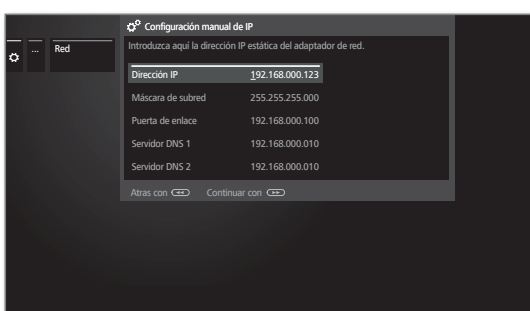 Configuración manual de IP
... Red
Introduzca aquí la dirección IP estática del adaptador de red.
Dirección IP 192.168.000.123
Máscara de subred 255.255.255.000
Puerta de enlace 192.168.000.100
Servidor DNS 1 192.168.000.010
Servidor DNS 2 192.168.000.010
Atras con Continuar con